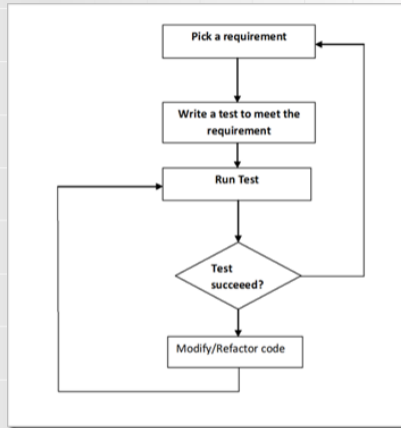 Pick a requirement
Write a test to meet the
requirement
Run Test
Test
succeeed?
Modify/Refactor code